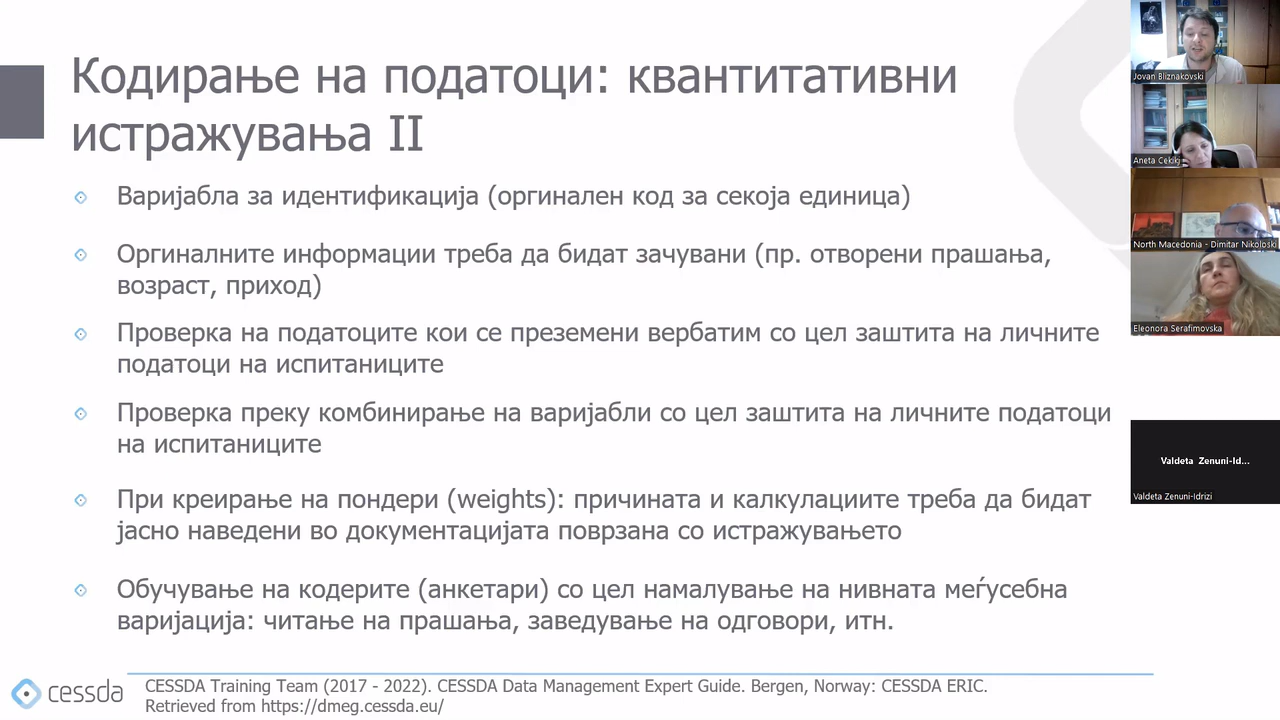 Кодирање на податоци: квантитативни
истражувања II
Варијабла за идентификација (оргинален код за секоја единица)
Оргиналните информации треба да бидат зачувани (пр. отворени прашања,
возраст, приход)
Проверка на податоците кои се преземени вербатим со цел заштита на личните
податоци на испитаниците
Проверка преку комбинирање на варијабли со цел заштита на личните податоци
на испитаниците
При креирање на пондери (weights): причината и калкулациите треба да бидат
јасно наведени во документацијата поврзана со истражувањето
Обучување на кодерите (анкетари) со цел намалување на нивната меѓусебна
варијација: читање на прашања, заведување на одговори, итн.
cessda
CESSDA Training Team (2017 - 2022). CESSDA Data Management Expert Guide. Bergen, Norway: CESSDA ERIC.
Retrieved from https://dmeg.cessda.eu/
Jovan Bliznakovski
Aneta Cekikj
North Macedonia - Dimitar Nikoloski
Eleonora Serafimovska
Valdeta Zenuni-Id...
Valdeta Zenuni-Idrizi